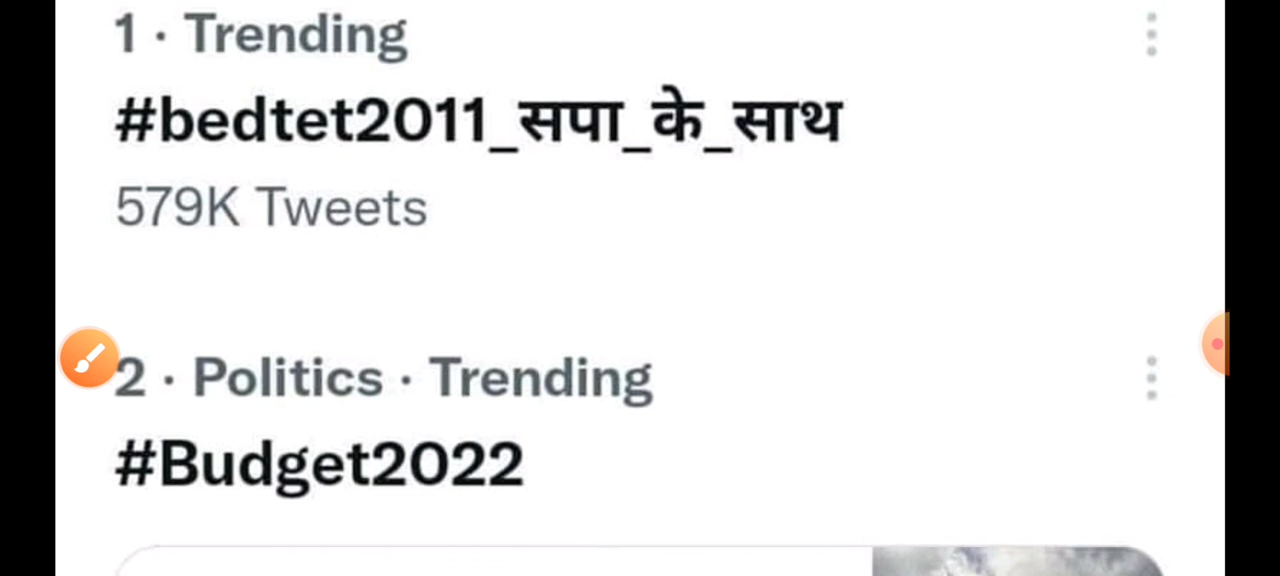 1 · Trending
#bedtet2011_सपा_के_साथ
579K Tweets
2 · Politics · Trending
#Budget2022